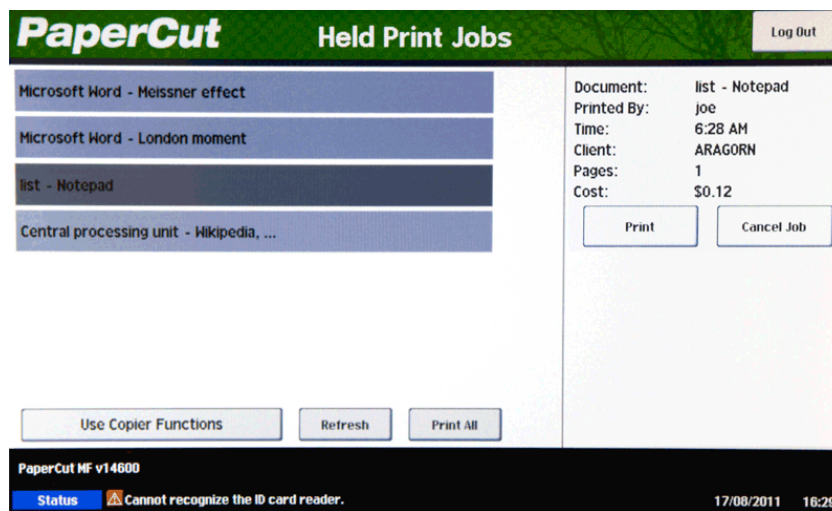 PaperCut Held Print Jobs Log Out
Microsoft Word - Meissner effect
Microsoft Word - London moment
list - Notepad
Central processing unit - Wikipedia, ...
Document: list - Notepad
Printed By: joe
Time: 6:28 AM
Client: ARAGORN
Pages: 1
Cost: $0.12
Print Cancel Job
Use Copier Functions Refresh Print All
PaperCut MF v14600
Status Cannot recognize the ID card reader. 17/08/2011 16:29